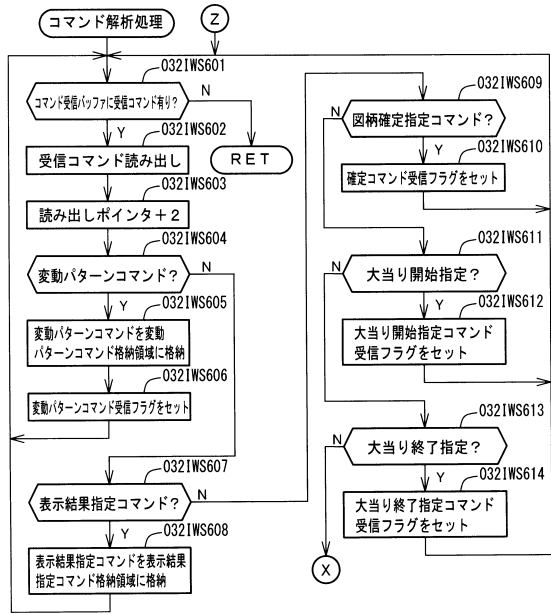 コマンド解析処理
Z
032IWS601
コマンド受信バッファに受信コマンド有り?
N
Y
032IWS602
RET
受信コマンド読み出し
032IWS603
読み出しポインタ+2
032IWS604
変動パターンコマンド?
N
Y
032IWS605
変動パターンコマンドを変動
パターンコマンド格納領域に格納
032IWS606
変動パターンコマンド受信フラグをセット
032IWS607
表示結果指定コマンド?
N
Y
032IWS608
表示結果指定コマンドを表示結果
指定コマンド格納領域に格納
032IWS609
図柄確定指定コマンド?
N
Y
032IWS610
確定コマンド受信フラグをセット
032IWS611
大当り開始指定?
N
Y
032IWS612
大当り開始指定コマンド
受信フラグをセット
032IWS613
大当り終了指定?
N
Y
032IWS614
大当り終了指定コマンド
受信フラグをセット
X